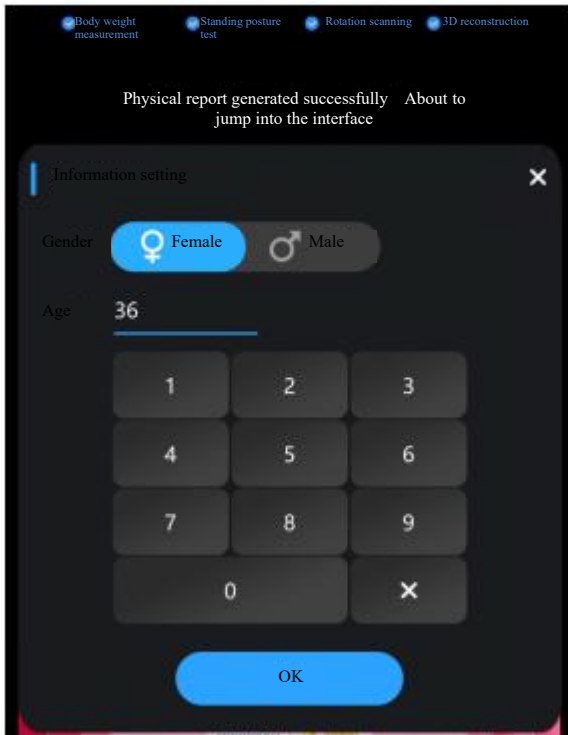 Body weight measurement
Standing posture test
Rotation scanning
3D reconstruction
Physical report generated successfully About to
jump into the interface
Information setting
Gender Female Male
Age 36
1 2 3
4 5 6
7 8 9
0
OK